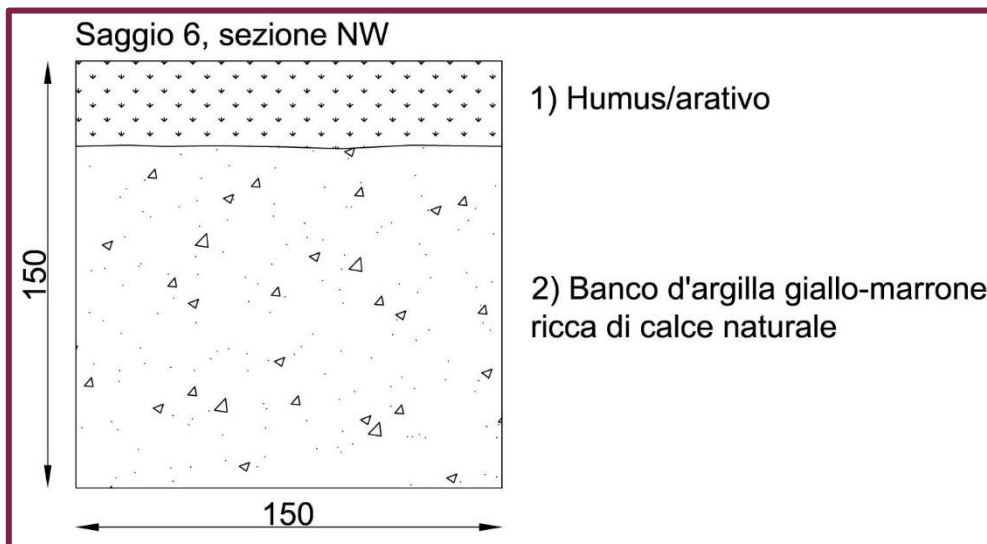 Saggio 6, sezione NW
1) Humus/arativo
150
2) Banco d'argilla giallo-marrone
ricca di calce naturale
150